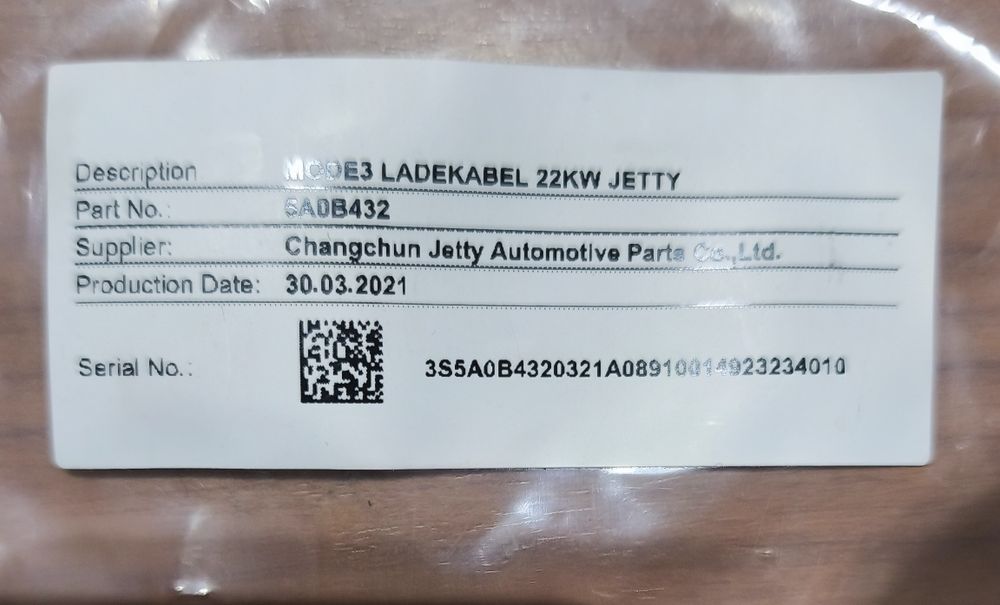 Description MODE3 LADEKABEL 22KW JETTY
Part No.: 5A0B432
Supplier: Changchun Jetty Automotive Parts Co.,Ltd.
Production Date: 30.03.2021
Serial No.: 3S5A0B4320321A08910014923234010